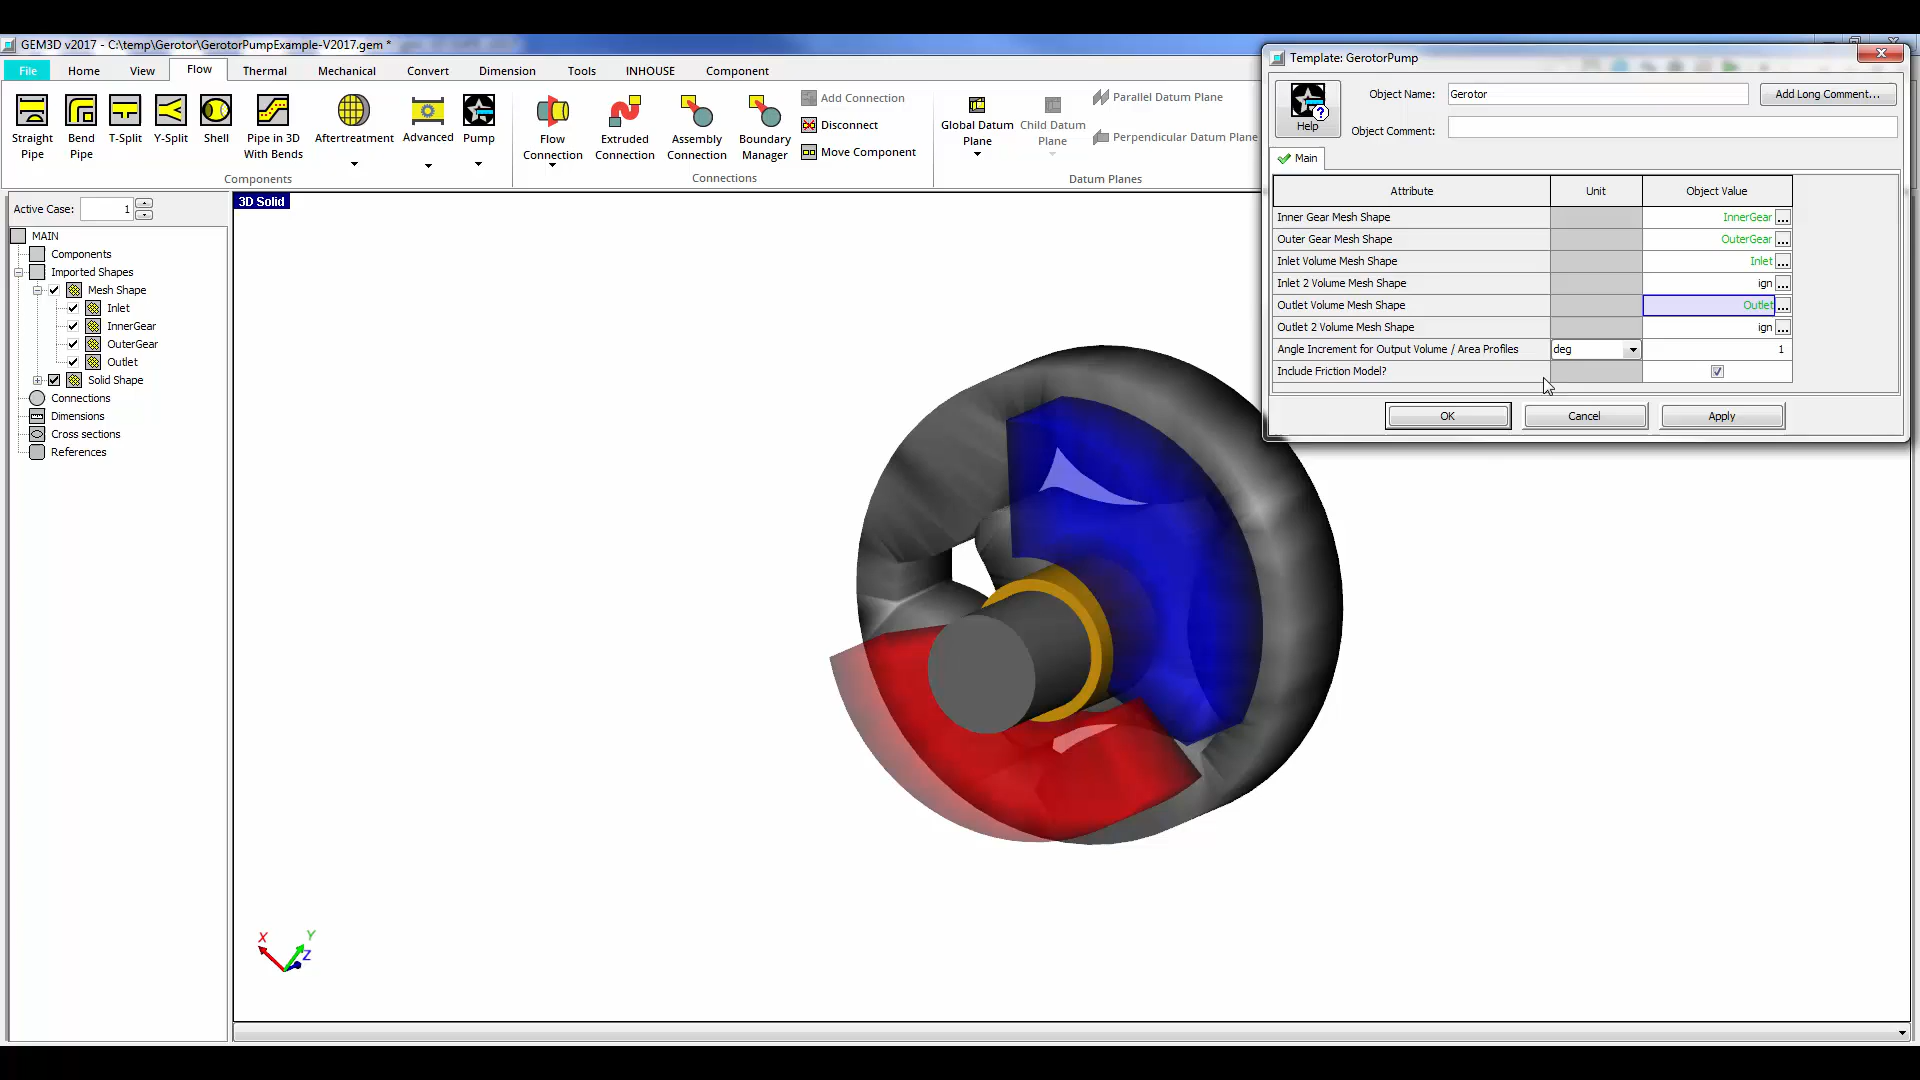 GEM3D v2017 - C:\temp\Gerotor\GerotorPumpExample-V2017.gem *
File
Home
View
Flow
Thermal
Mechanical
Convert
Dimension
Tools
INHOUSE
Component
Straight Pipe
Bend Pipe
T-Split
Y-Split
Shell
Pipe in 3D With Bends
Aftertreatment
Advanced
Pump
Components
Flow Connection
Extruded Connection
Assembly Connection
Boundary Manager
Add Connection
Disconnect
Move Component
Connections
Global Datum Plane
Child Datum Plane
Parallel Datum Plane
Perpendicular Datum Plane
Datum Planes
Active Case: 1
MAIN
Components
Imported Shapes
Mesh Shape
Inlet
InnerGear
OuterGear
Outlet
Solid Shape
Connections
Dimensions
Cross sections
References
3D Solid
X
Y
Z
Template: GerotorPump
Help
Object Name: Gerotor
Add Long Comment...
Object Comment:
Main
Attribute Unit Object Value
Inner Gear Mesh Shape InnerGear ...
Outer Gear Mesh Shape OuterGear ...
Inlet Volume Mesh Shape Inlet ...
Inlet 2 Volume Mesh Shape ign ...
Outlet Volume Mesh Shape Outlet ...
Outlet 2 Volume Mesh Shape ign ...
Angle Increment for Output Volume / Area Profiles deg 1
Include Friction Model?
OK
Cancel
Apply